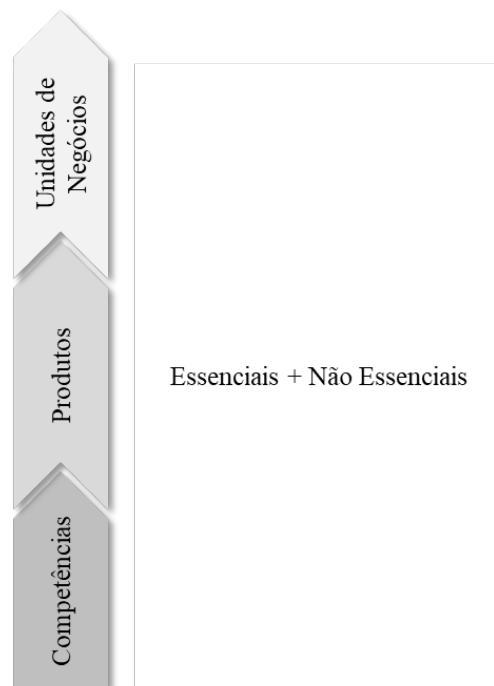 Unidades de
Negócios
Produtos
Essenciais + Não Essenciais
Competências